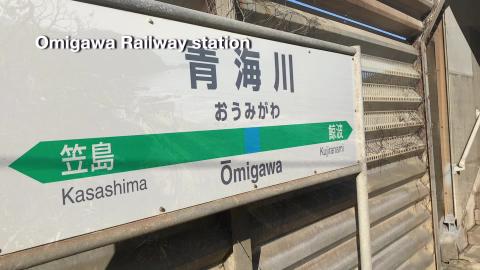 Omigawa Railway station
青海川
おうみがわ
笠島
鯨波
Kasashima
Ōmigawa
Kujiranami